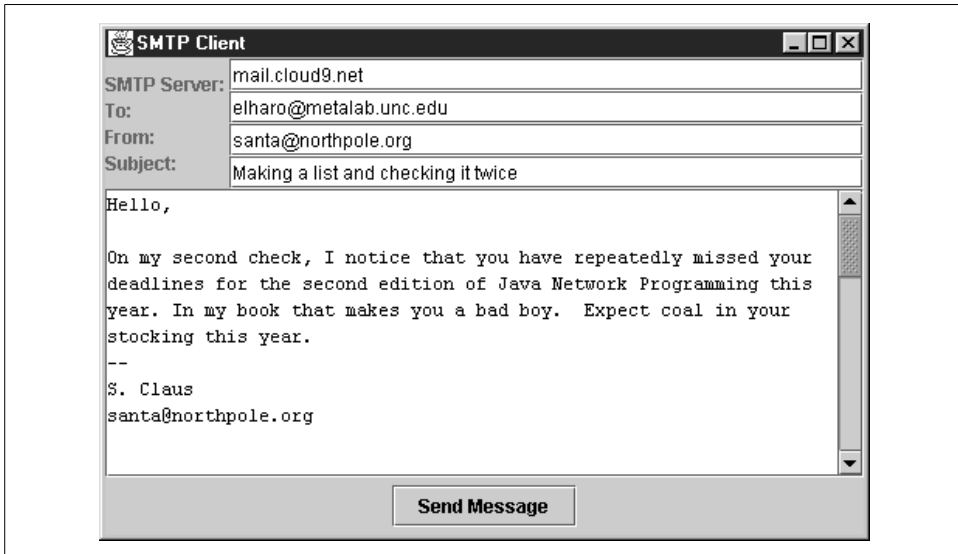 SMTP Client
SMTP Server: mail.cloud9.net
To: elharo@metalab.unc.edu
From: santa@northpole.org
Subject: Making a list and checking it twice
Hello,
On my second check, I notice that you have repeatedly missed your
deadlines for the second edition of Java Network Programming this
year. In my book that makes you a bad boy.  Expect coal in your
stocking this year.
--
S. Claus
santa@northpole.org
Send Message